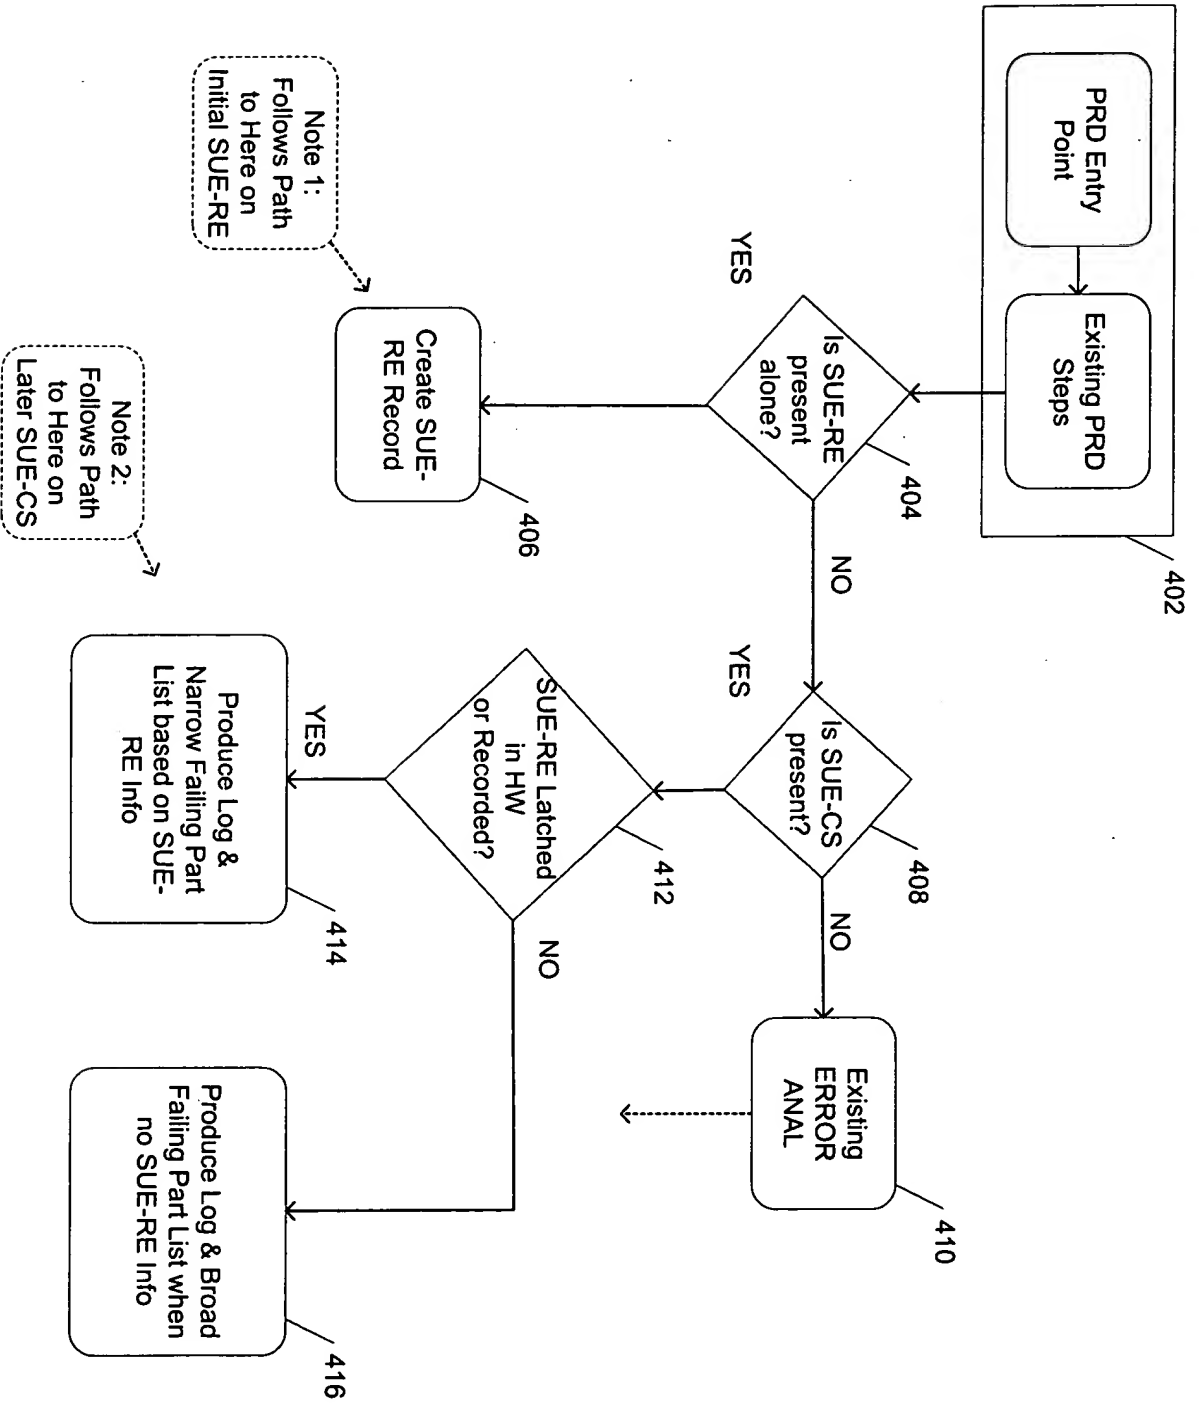 PRD Entry
Point
Existing PRD
Steps
402
Is SUE-RE
present
alone?
404
YES
NO
Create SUE-
RE Record
406
Note 1:
Follows Path
to Here on
Initial SUE-RE
Is SUE-CS
present?
408
YES
NO
Existing
ERROR
ANAL
410
SUE-RE Latched
in HW
or Recorded?
412
YES
NO
Note 2:
Follows Path
to Here on
Later SUE-CS
Produce Log &
Narrow Failing Part
List based on SUE-
RE Info
414
Produce Log & Broad
Failing Part List when
no SUE-RE Info
416